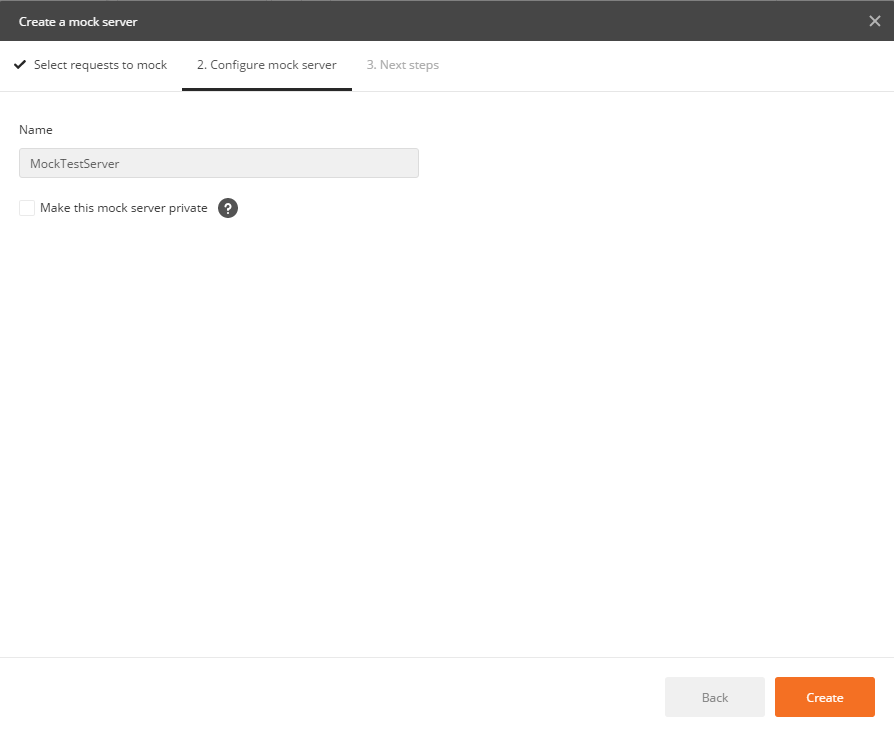 Create a mock server
Select requests to mock 2. Configure mock server 3. Next steps
Name
MockTestServer
Make this mock server private ?
Back Create